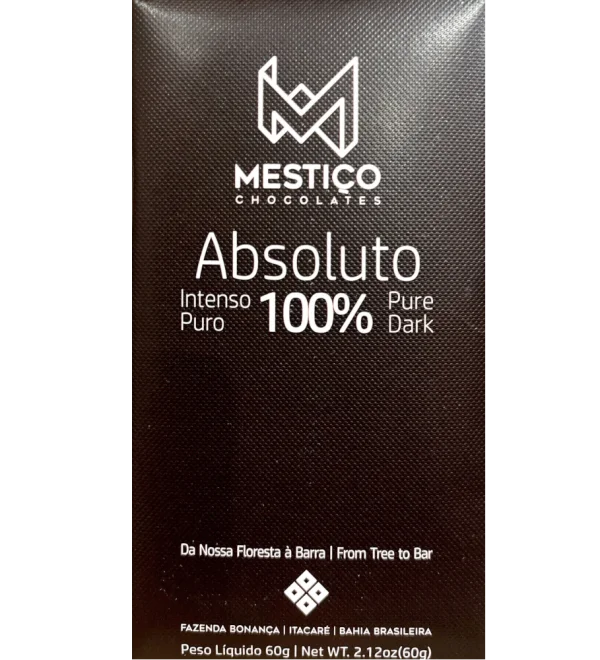 MESTIÇO
CHOCOLATES
Absoluto
Intenso Puro 100% Pure Dark
Da Nossa Floresta à Barra | From Tree to Bar
FAZENDA BONANÇA | ITACARÉ | BAHIA BRASILEIRA
Peso Líquido 60g | Net WT. 2.12oz(60g)